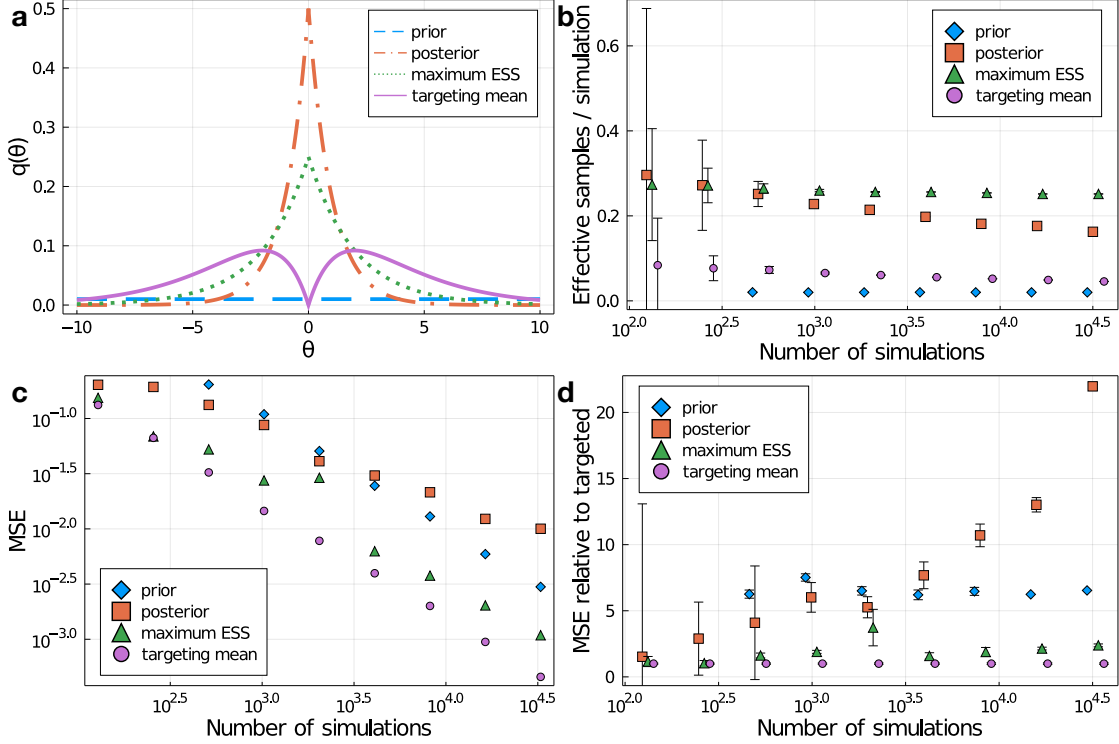 a
0.5
0.4
0.3
0.2
0.1
0.0
q(θ)
−10
−5
0
5
10
θ
prior
posterior
maximum ESS
targeting mean
b
0.6
0.4
0.2
0.0
Effective samples / simulation
10^2.0
10^2.5
10^3.0
10^3.5
10^4.0
10^4.5
Number of simulations
prior
posterior
maximum ESS
targeting mean
c
10^−1.0
10^−1.5
10^−2.0
10^−2.5
10^−3.0
MSE
10^2.5
10^3.0
10^3.5
10^4.0
10^4.5
Number of simulations
prior
posterior
maximum ESS
targeting mean
d
20
15
10
5
0
MSE relative to targeted
10^2.0
10^2.5
10^3.0
10^3.5
10^4.0
10^4.5
Number of simulations
prior
posterior
maximum ESS
targeting mean